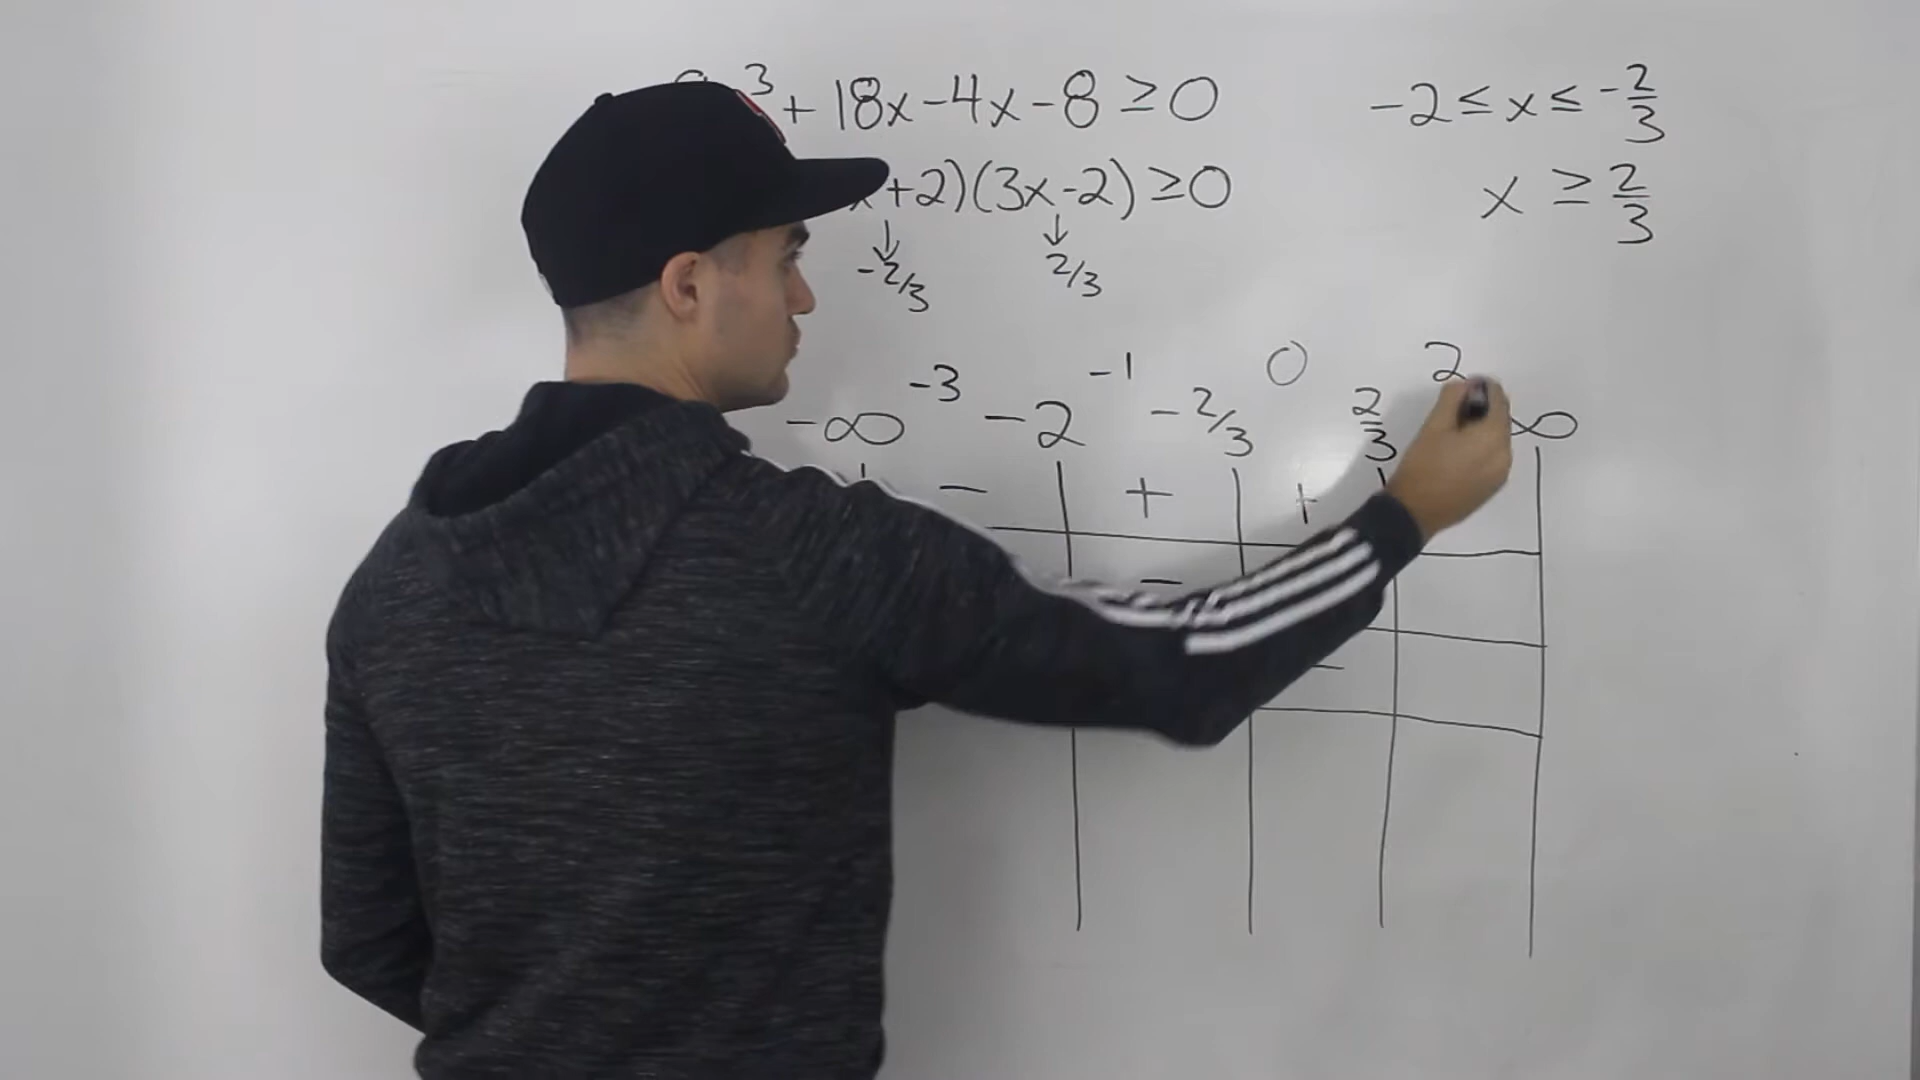 ³ + 18x - 4x - 8 ≥ 0
x + 2)(3x - 2) ≥ 0
-2/3 2/3
-2 ≤ x ≤ -2/3
x ≥ 2/3
-3 -1 0 2
-∞ -2 -2/3 2/3 ∞
- + +
-
-